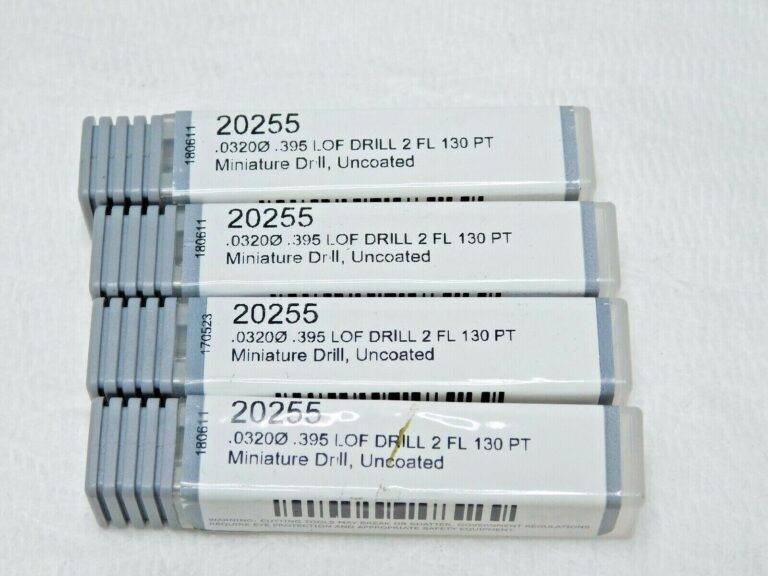 180611
20255
.0320Ø .395 LOF DRILL 2 FL 130 PT
Miniature Drill, Uncoated
180611
20255
.0320Ø .395 LOF DRILL 2 FL 130 PT
Miniature Drill, Uncoated
170523
20255
.0320Ø .395 LOF DRILL 2 FL 130 PT
Miniature Drill, Uncoated
180611
20255
.0320Ø .395 LOF DRILL 2 FL 130 PT
Miniature Drill, Uncoated
WARNING: CUTTING TOOLS MAY BREAK OR SHATTER, GOVERNMENT REGULATIONS
REQUIRE EYE PROTECTION AND APPROPRIATE SAFETY EQUIPMENT.